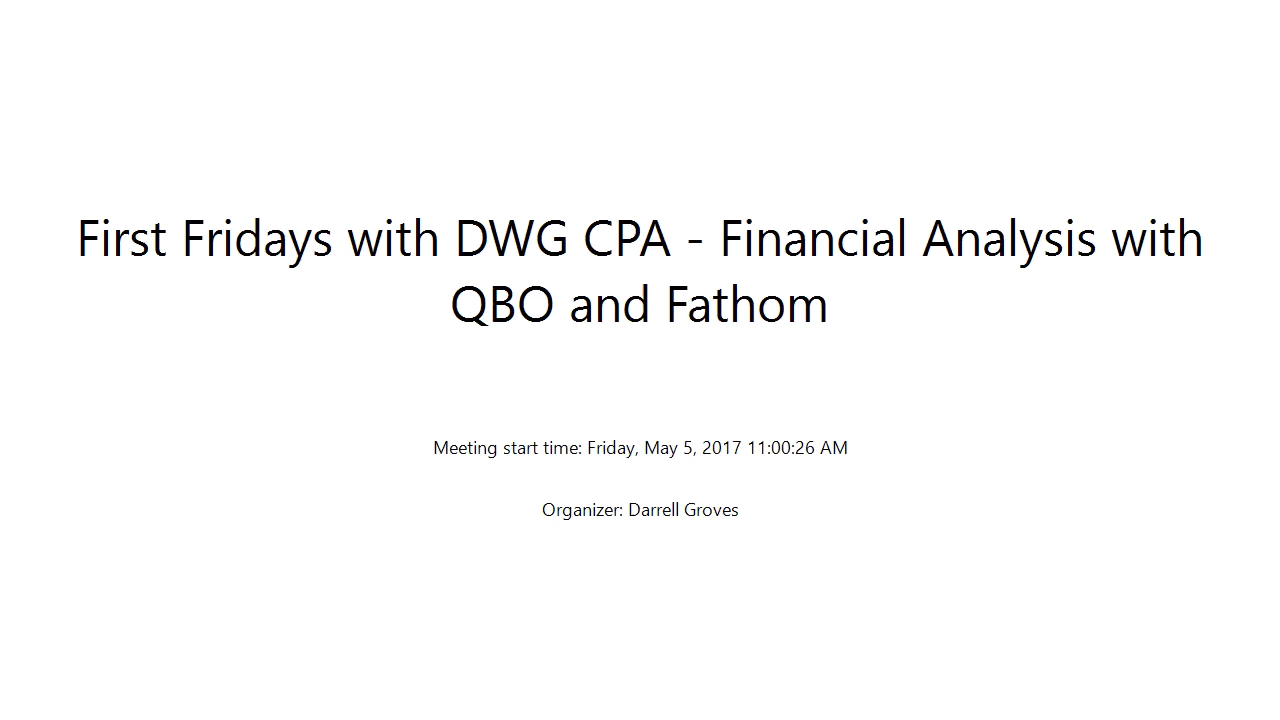 First Fridays with DWG CPA - Financial Analysis with
QBO and Fathom
Meeting start time: Friday, May 5, 2017 11:00:26 AM
Organizer: Darrell Groves